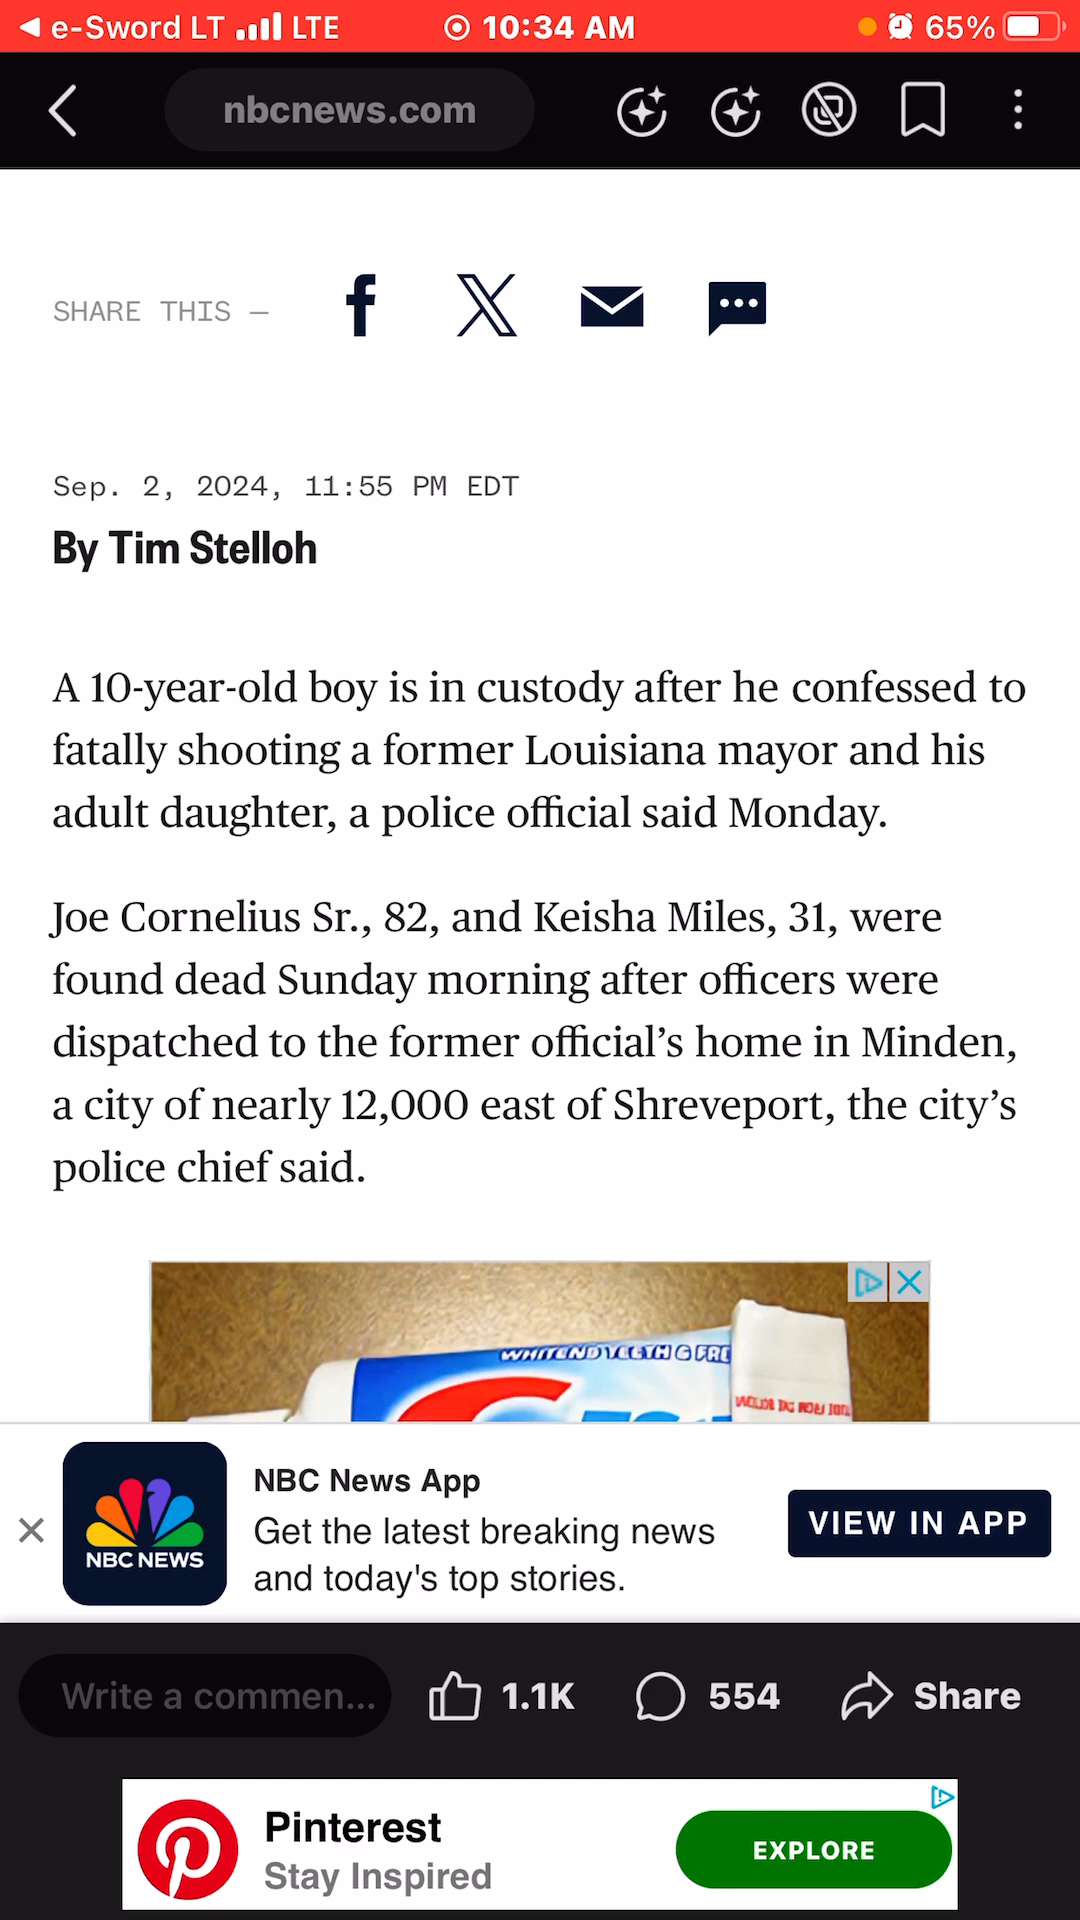 e-Sword LT LTE 10:34 AM 65%
nbcnews.com
SHARE THIS —
Sep. 2, 2024, 11:55 PM EDT
By Tim Stelloh
A 10-year-old boy is in custody after he confessed to
fatally shooting a former Louisiana mayor and his
adult daughter, a police official said Monday.
Joe Cornelius Sr., 82, and Keisha Miles, 31, were
found dead Sunday morning after officers were
dispatched to the former official’s home in Minden,
a city of nearly 12,000 east of Shreveport, the city’s
police chief said.
NBC News App
Get the latest breaking news
and today's top stories.
NBC NEWS
VIEW IN APP
Write a commen... 1.1K 554 Share
Pinterest
Stay Inspired
EXPLORE